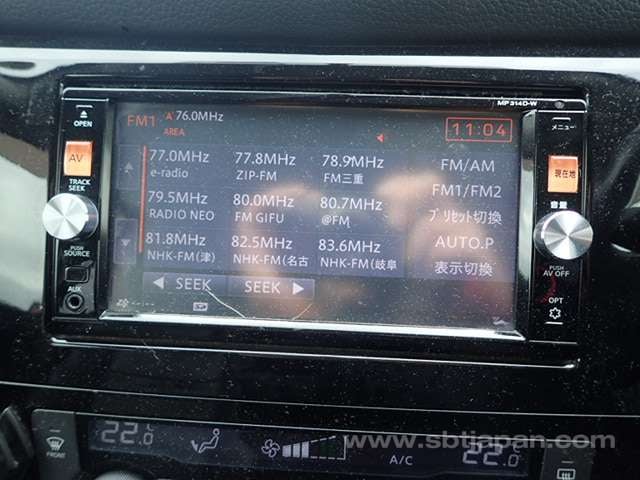 MP314D-W
OPEN
AV
TRACK
SEEK
PUSH
SOURCE
AUX
FM1 A 76.0MHz
AREA
11:04
77.0MHz 77.8MHz 78.9MHz
e-radio ZIP-FM FM三重
79.5MHz 80.0MHz 80.7MHz
RADIO NEO FM GIFU @FM
81.8MHz 82.5MHz 83.6MHz
NHK-FM(津) NHK-FM(名古 NHK-FM(岐阜
◀ SEEK SEEK ▶
FM/AM
FM1/FM2
プリセット切換
AUTO.P
表示切換
メニュー
現在地
音量
PUSH
AV OFF
OPT
FRONT
22.0
A/C
22.0
www.sbtjapan.com